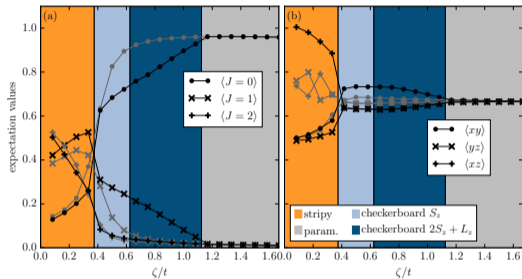 (a)
(b)
expectation values
1.0
0.8
0.6
0.4
0.2
0.0
⟨J = 0⟩
⟨J = 1⟩
⟨J = 2⟩
⟨xy⟩
⟨yz⟩
⟨xz⟩
stripy
checkerboard S_z
param.
checkerboard 2S_z + L_z
0.0 0.2 0.4 0.6 0.8 1.0 1.2 1.4 1.6
0.0 0.2 0.4 0.6 0.8 1.0 1.2 1.4 1.6
ζ/t
ζ/t